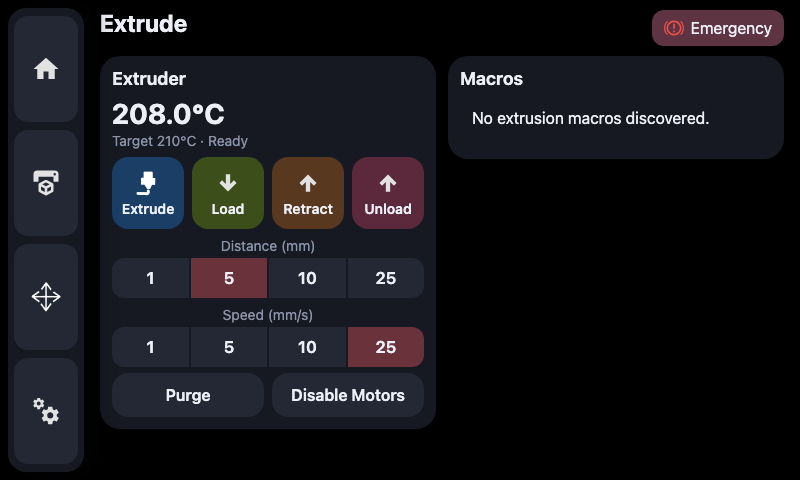 Extrude
Emergency
Extruder
208.0°C
Target 210°C · Ready
Extrude
Load
Retract
Unload
Distance (mm)
1 5 10 25
Speed (mm/s)
1 5 10 25
Purge
Disable Motors
Macros
No extrusion macros discovered.